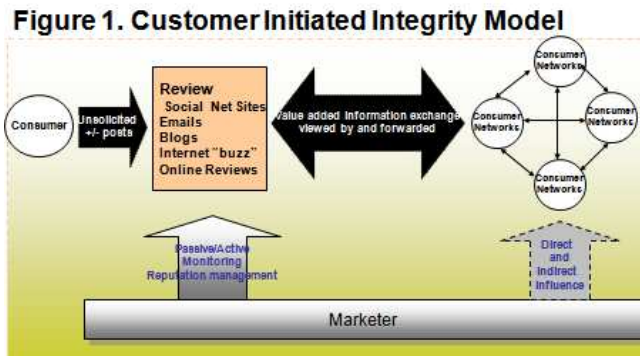 Figure 1. Customer Initiated Integrity Model
Consumer
Unsolicited
+/- posts
Review
Social Net Sites
Emails
Blogs
Internet "buzz"
Online Reviews
Value added information exchange
viewed by and forwarded
Consumer
Networks
Consumer
Networks
Consumer
Networks
Consumer
Networks
Passive/Active
Monitoring
Reputation management
Direct
and
Indirect
Influence
Marketer